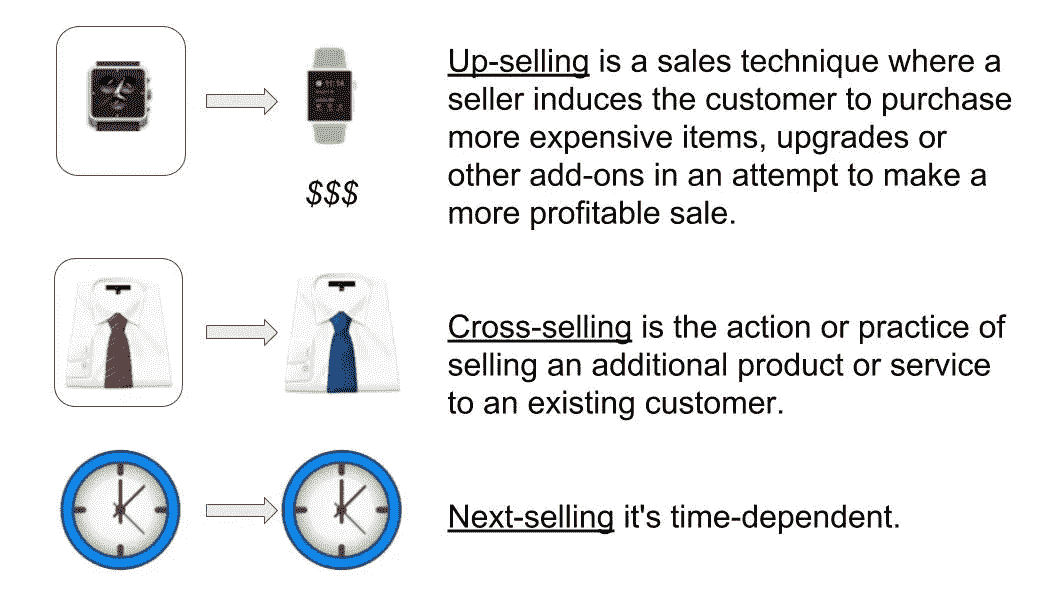 Up-selling is a sales technique where a
seller induces the customer to purchase
more expensive items, upgrades or
other add-ons in an attempt to make a
more profitable sale.
$$$
Cross-selling is the action or practice of
selling an additional product or service
to an existing customer.
Next-selling it's time-dependent.